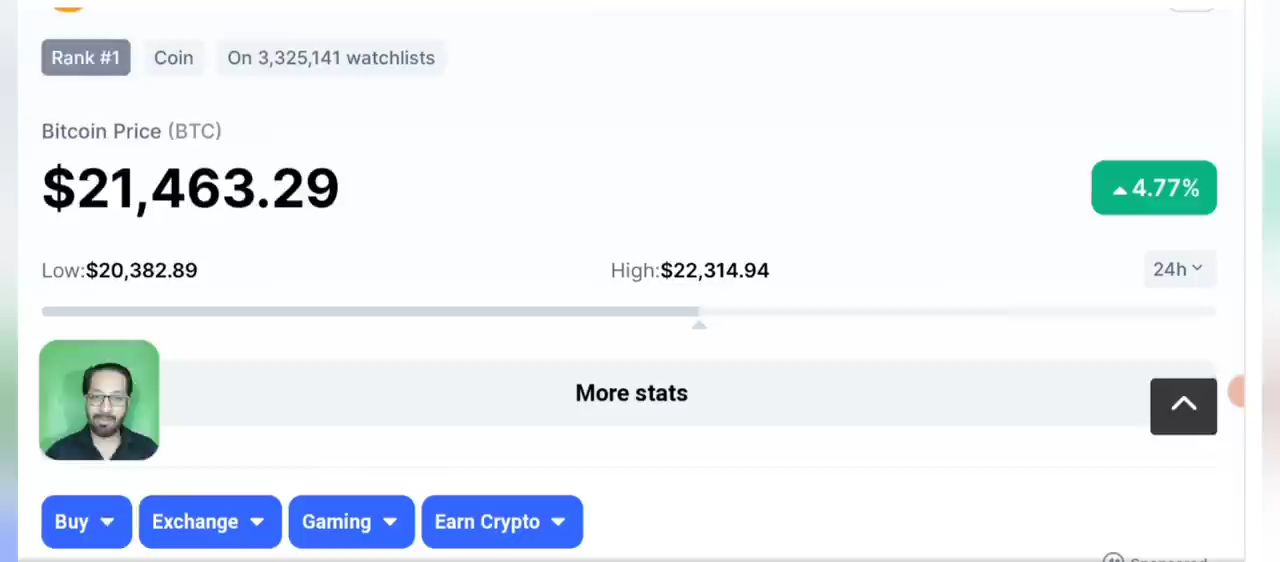 Rank #1 Coin On 3,325,141 watchlists
Bitcoin Price (BTC)
$21,463.29 4.77%
Low:$20,382.89 High:$22,314.94 24h
More stats
Buy Exchange Gaming Earn Crypto
Sponsored